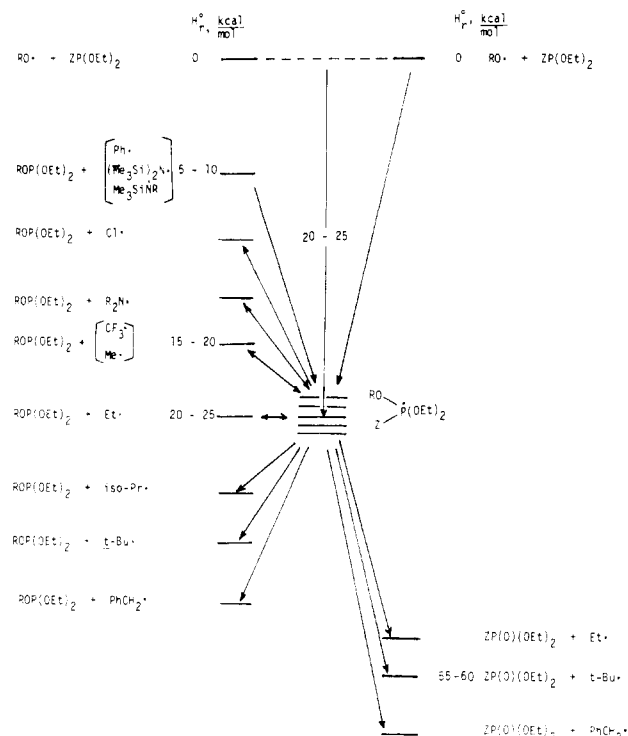 H°r, kcal/mol
H°r, kcal/mol
RO• + ZP(OEt)2 0
0 RO• + ZP(OEt)2
Ph•
ROP(OEt)2 + (Me3Si)2N• 5 - 10
Me3SiNR
20 - 25
ROP(OEt)2 + Cl•
ROP(OEt)2 + R2N•
CF3•
ROP(OEt)2 + 15 - 20
Me•
RO
P(OEt)2
Z
ROP(OEt)2 + Et• 20 - 25
ROP(OEt)2 + iso-Pr•
ROP(OEt)2 + t-Bu•
ROP(OEt)2 + PhCH2•
ZP(O)(OEt)2 + Et•
55-60 ZP(O)(OEt)2 + t-Bu•
ZP(O)(OEt)2 + PhCH2•